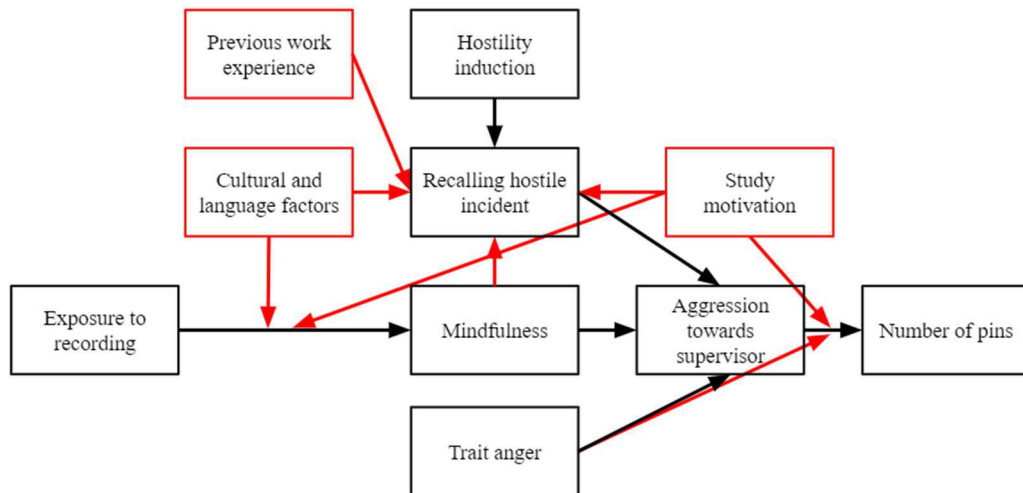 Previous work
experience
Hostility
induction
Cultural and
language factors
Recalling hostile
incident
Study
motivation
Exposure to
recording
Mindfulness
Aggression
towards
supervisor
Number of pins
Trait anger